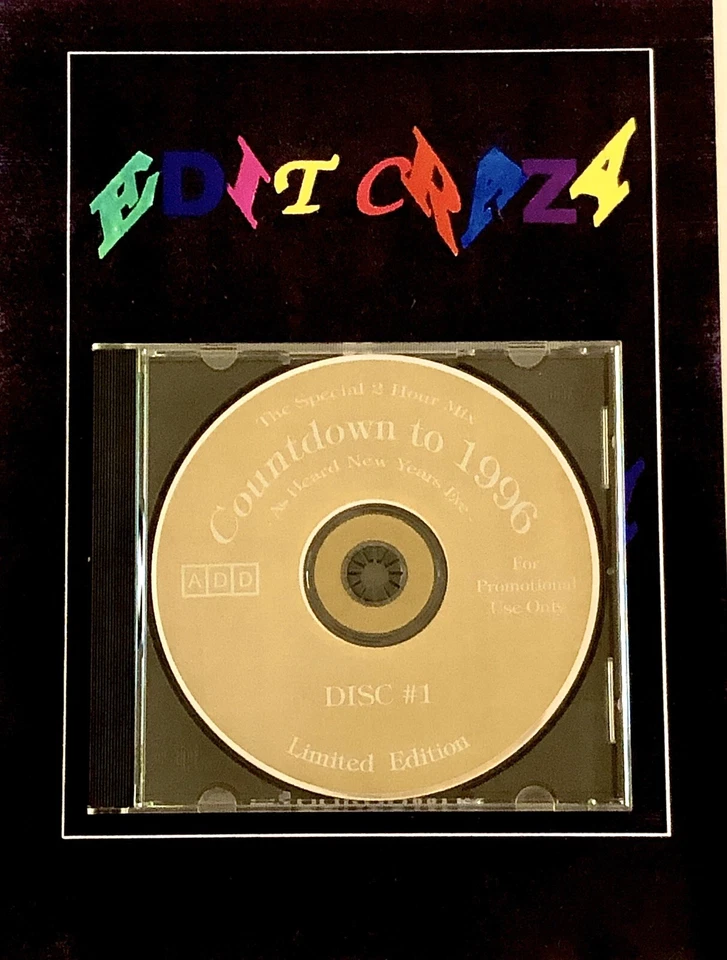 EDIT CRAZY
The Special 2 Hour Mix
Countdown to 1996
As Heard New Years Eve
ADD
For
Promotional
Use Only
DISC #1
Limited Edition